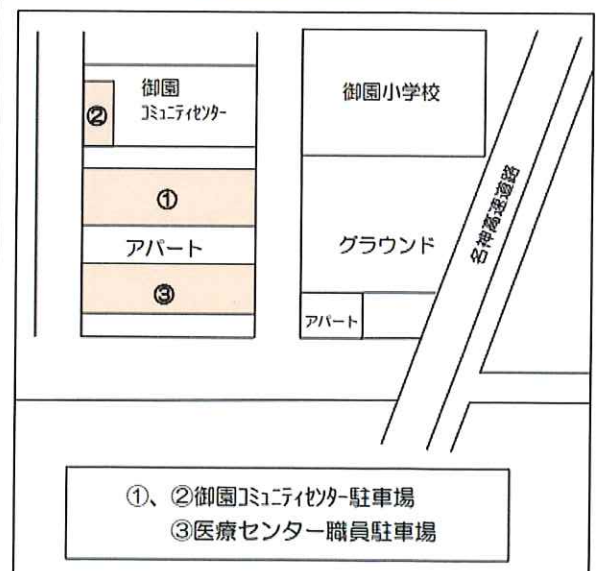 御園
コミュニティセンター
②
①
アパート
③
御園小学校
グラウンド
アパート
名神高速道路
①、②御園コミュニティセンター駐車場
③医療センター職員駐車場